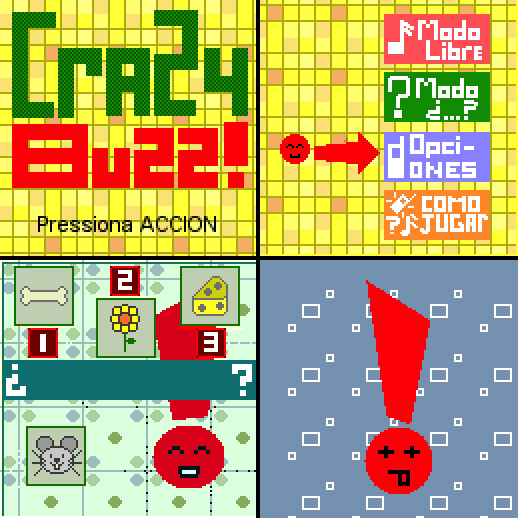 Crazy
Buzz!
Pressiona ACCION
Modo
Libre
?Modo
¿...?
Opci-
ONES
COMO
?JUGAR
2
1
3
¿ ?